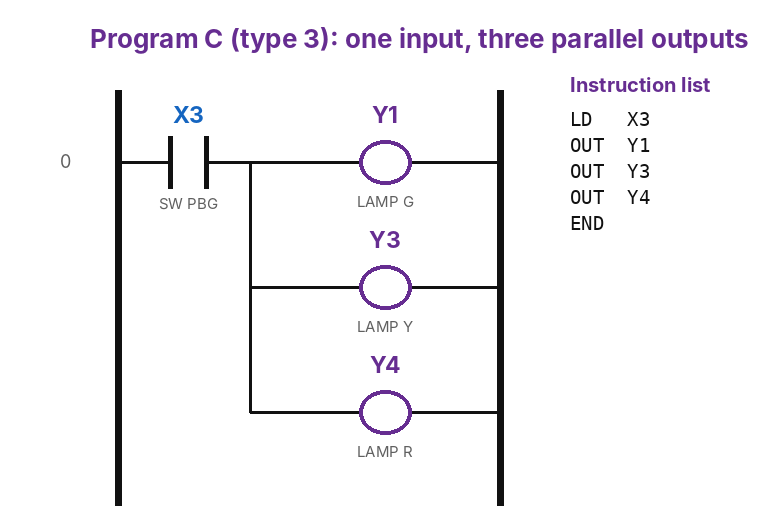 Program C (type 3): one input, three parallel outputs
Instruction list
X3
Y1
LD X3
OUT Y1
0
OUT Y3
SW PBG
LAMP G
OUT Y4
END
Y3
LAMP Y
Y4
LAMP R